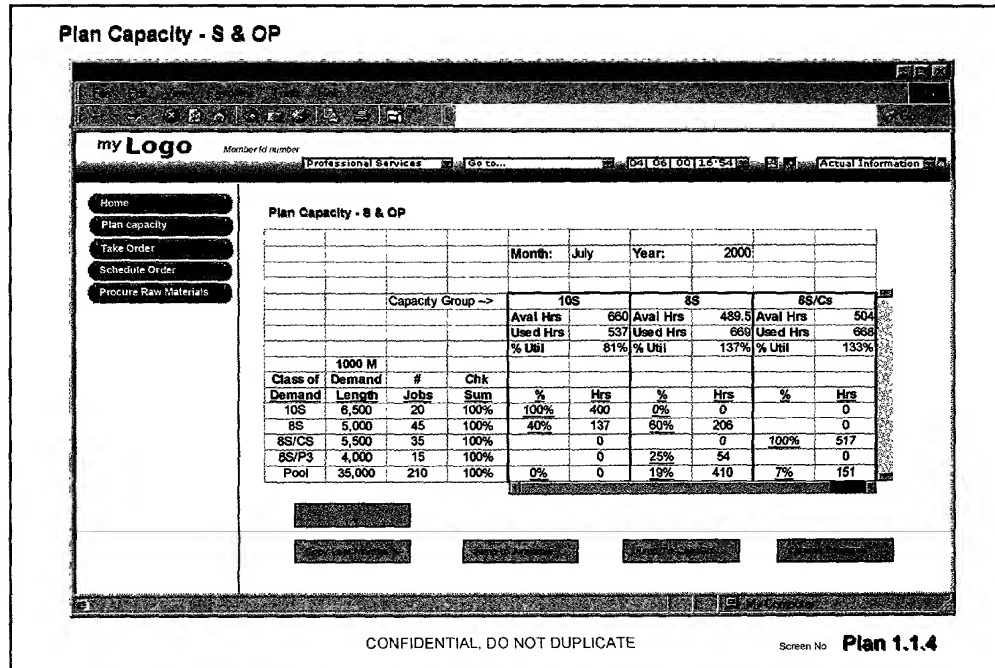 Plan Capacity - S & OP
my Logo
Member Id number
Professional Services Go to... 04| 06| 00| 16'54| Actual Information
Home
Plan capacity
Take Order
Schedule Order
Procure Raw Materials
Plan Capacity - S & OP
Month: July Year: 2000
Capacity Group --> 10S 8S 8S/Cs
Aval Hrs 660 Aval Hrs 489.5 Aval Hrs 504
Used Hrs 537 Used Hrs 669 Used Hrs 668
% Util 81% % Util 137% % Util 133%
1000 M
Class of Demand # Chk
Demand Length Jobs Sum % Hrs % Hrs % Hrs
10S 6,500 20 100% 100% 400 0% 0 0
8S 5,000 45 100% 40% 137 60% 206 0
8S/CS 5,500 35 100% 0 0 100% 517
8S/P3 4,000 15 100% 0 25% 54 0
Pool 35,000 210 100% 0% 0 19% 410 7% 151
My Computer
CONFIDENTIAL, DO NOT DUPLICATE
Screen No Plan 1.1.4